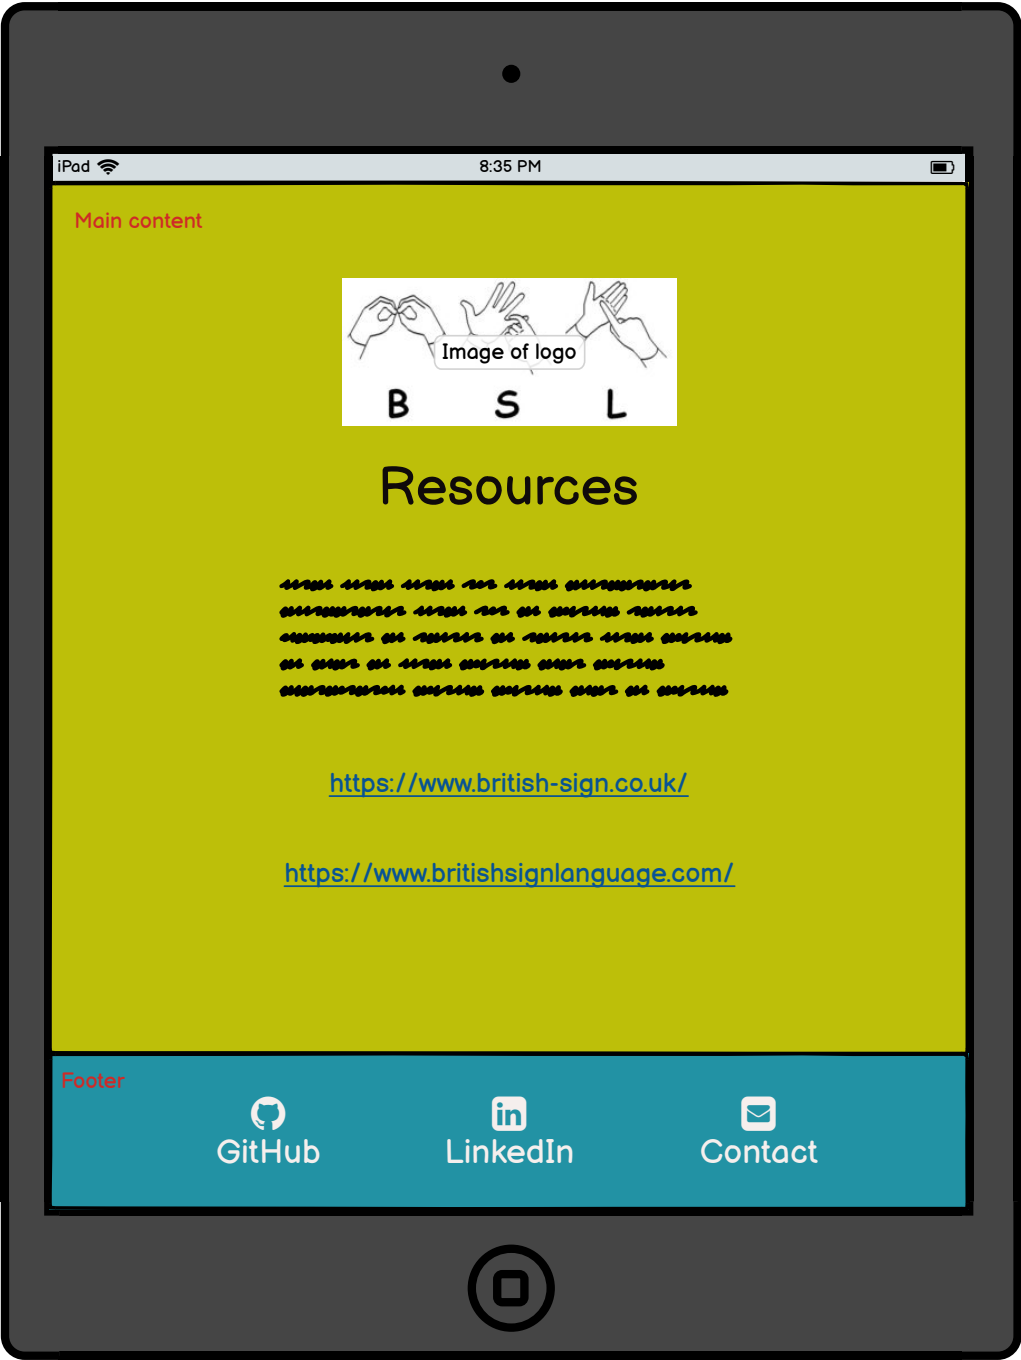 iPad 8:35 PM
Main content
Image of logo
B S L
Resources
https://www.british-sign.co.uk/
https://www.britishsignlanguage.com/
Footer
GitHub LinkedIn Contact